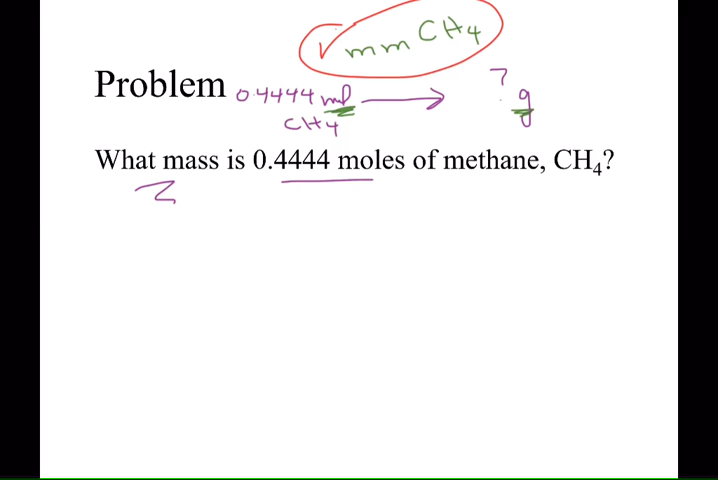 mm CH4
Problem 0.4444 mol ?
CH4 g
What mass is 0.4444 moles of methane, CH₄?